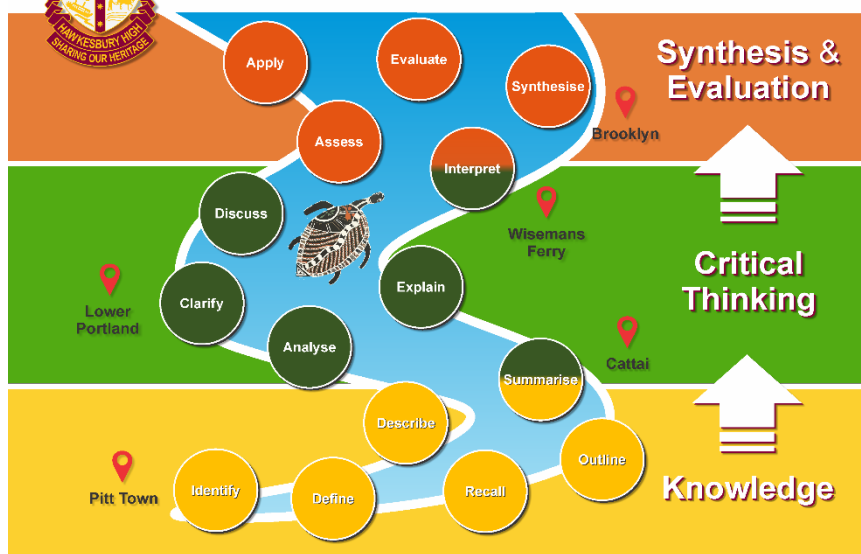 HAWKESBURY HIGH
SHARING OUR HERITAGE
Apply
Evaluate
Synthesise
Assess
Interpret
Synthesis &
Evaluation
Brooklyn
Discuss
Wisemans
Ferry
Clarify
Explain
Analyse
Lower
Portland
Critical
Thinking
Cattai
Summarise
Describe
Outline
Identify
Define
Recall
Pitt Town
Knowledge